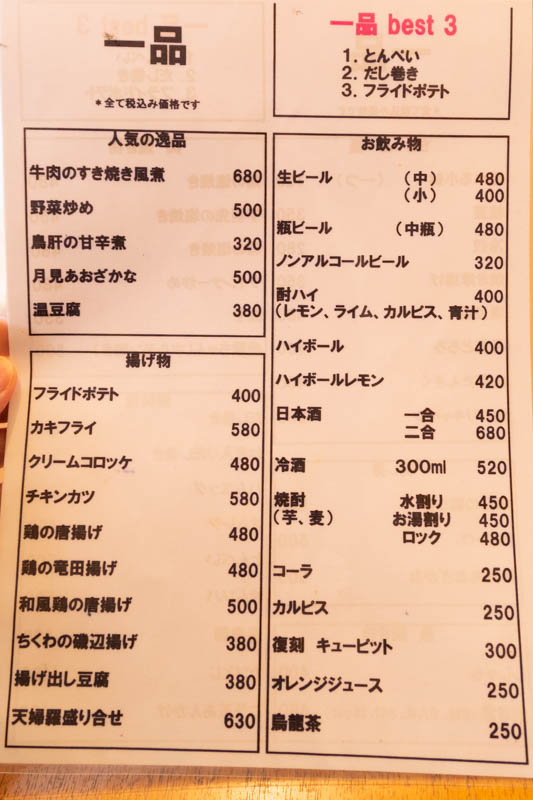 一品
*全て税込み価格です
一品 best 3
1. とんぺい
2. だし巻き
3. フライドポテト
人気の逸品
牛肉のすき焼き風煮 680
野菜炒め 500
鳥肝の甘辛煮 320
月見あおざかな 500
温豆腐 380
揚げ物
フライドポテト 400
カキフライ 580
クリームコロッケ 480
チキンカツ 580
鶏の唐揚げ 480
鶏の竜田揚げ 480
和風鶏の唐揚げ 500
ちくわの磯辺揚げ 380
揚げ出し豆腐 380
天婦羅盛り合せ 630
お飲み物
生ビール （中） 480
（小） 400
瓶ビール （中瓶） 480
ノンアルコールビール 320
酎ハイ 400
（レモン、ライム、カルピス、青汁）
ハイボール 400
ハイボールレモン 420
日本酒 一合 450
二合 680
冷酒 300ml 520
焼酎 水割り 450
（芋、麦） お湯割り 450
ロック 480
コーラ 250
カルピス 250
復刻 キューピット 300
オレンジジュース 250
烏龍茶 250